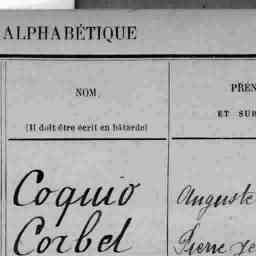 ALPHABÉTIQUE
NOM.
(Il doit être écrit en bâtarde)
PRÉN
ET SUR
Coquio Auguste
Corbel Pierre